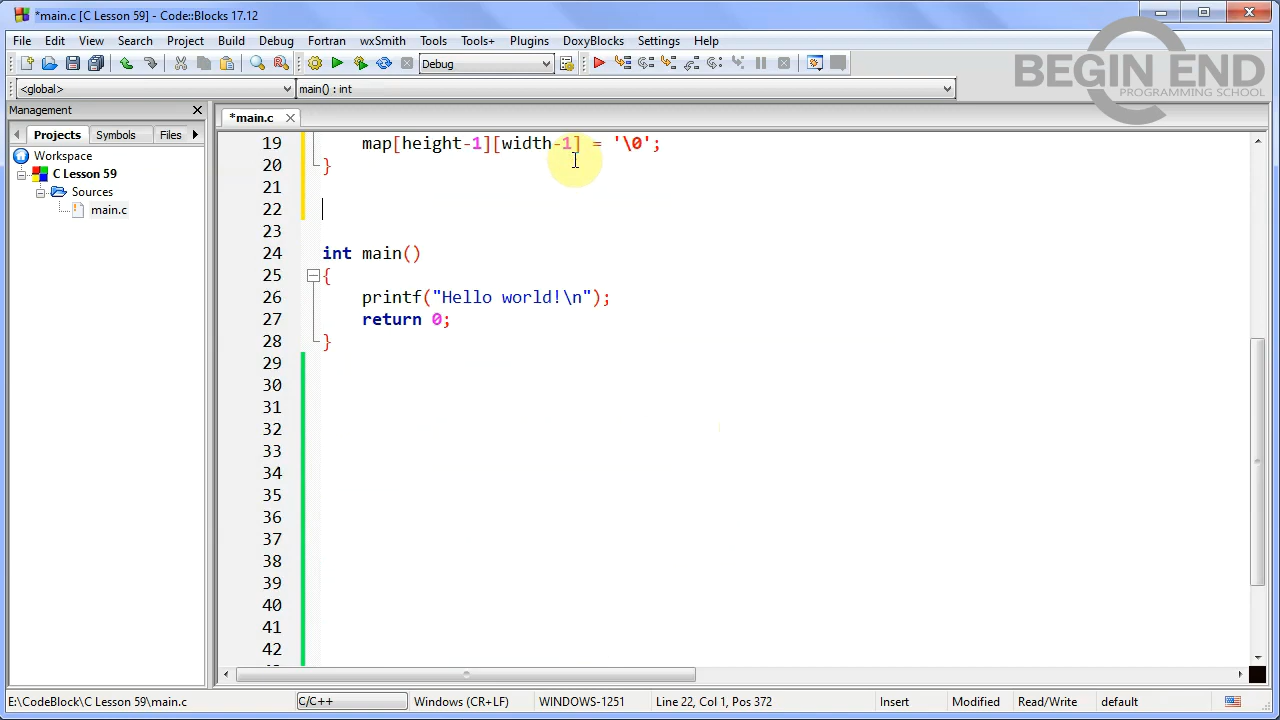 *main.c [C Lesson 59] - Code::Blocks 17.12
File Edit View Search Project Build Debug Fortran wxSmith Tools Tools+ Plugins DoxyBlocks Settings Help
Debug
<global>
main() : int
BEGIN END
PROGRAMMING SCHOOL
Management
Projects Symbols Files
Workspace
C Lesson 59
Sources
main.c
*main.c
19 map[height-1][width-1] = '\0';
20 }
21
22
23
24 int main()
25 {
26 printf("Hello world!\n");
27 return 0;
28 }
29
30
31
32
33
34
35
36
37
38
39
40
41
42
E:\CodeBlock\C Lesson 59\main.c C/C++ Windows (CR+LF) WINDOWS-1251 Line 22, Col 1, Pos 372 Insert Modified Read/Write default